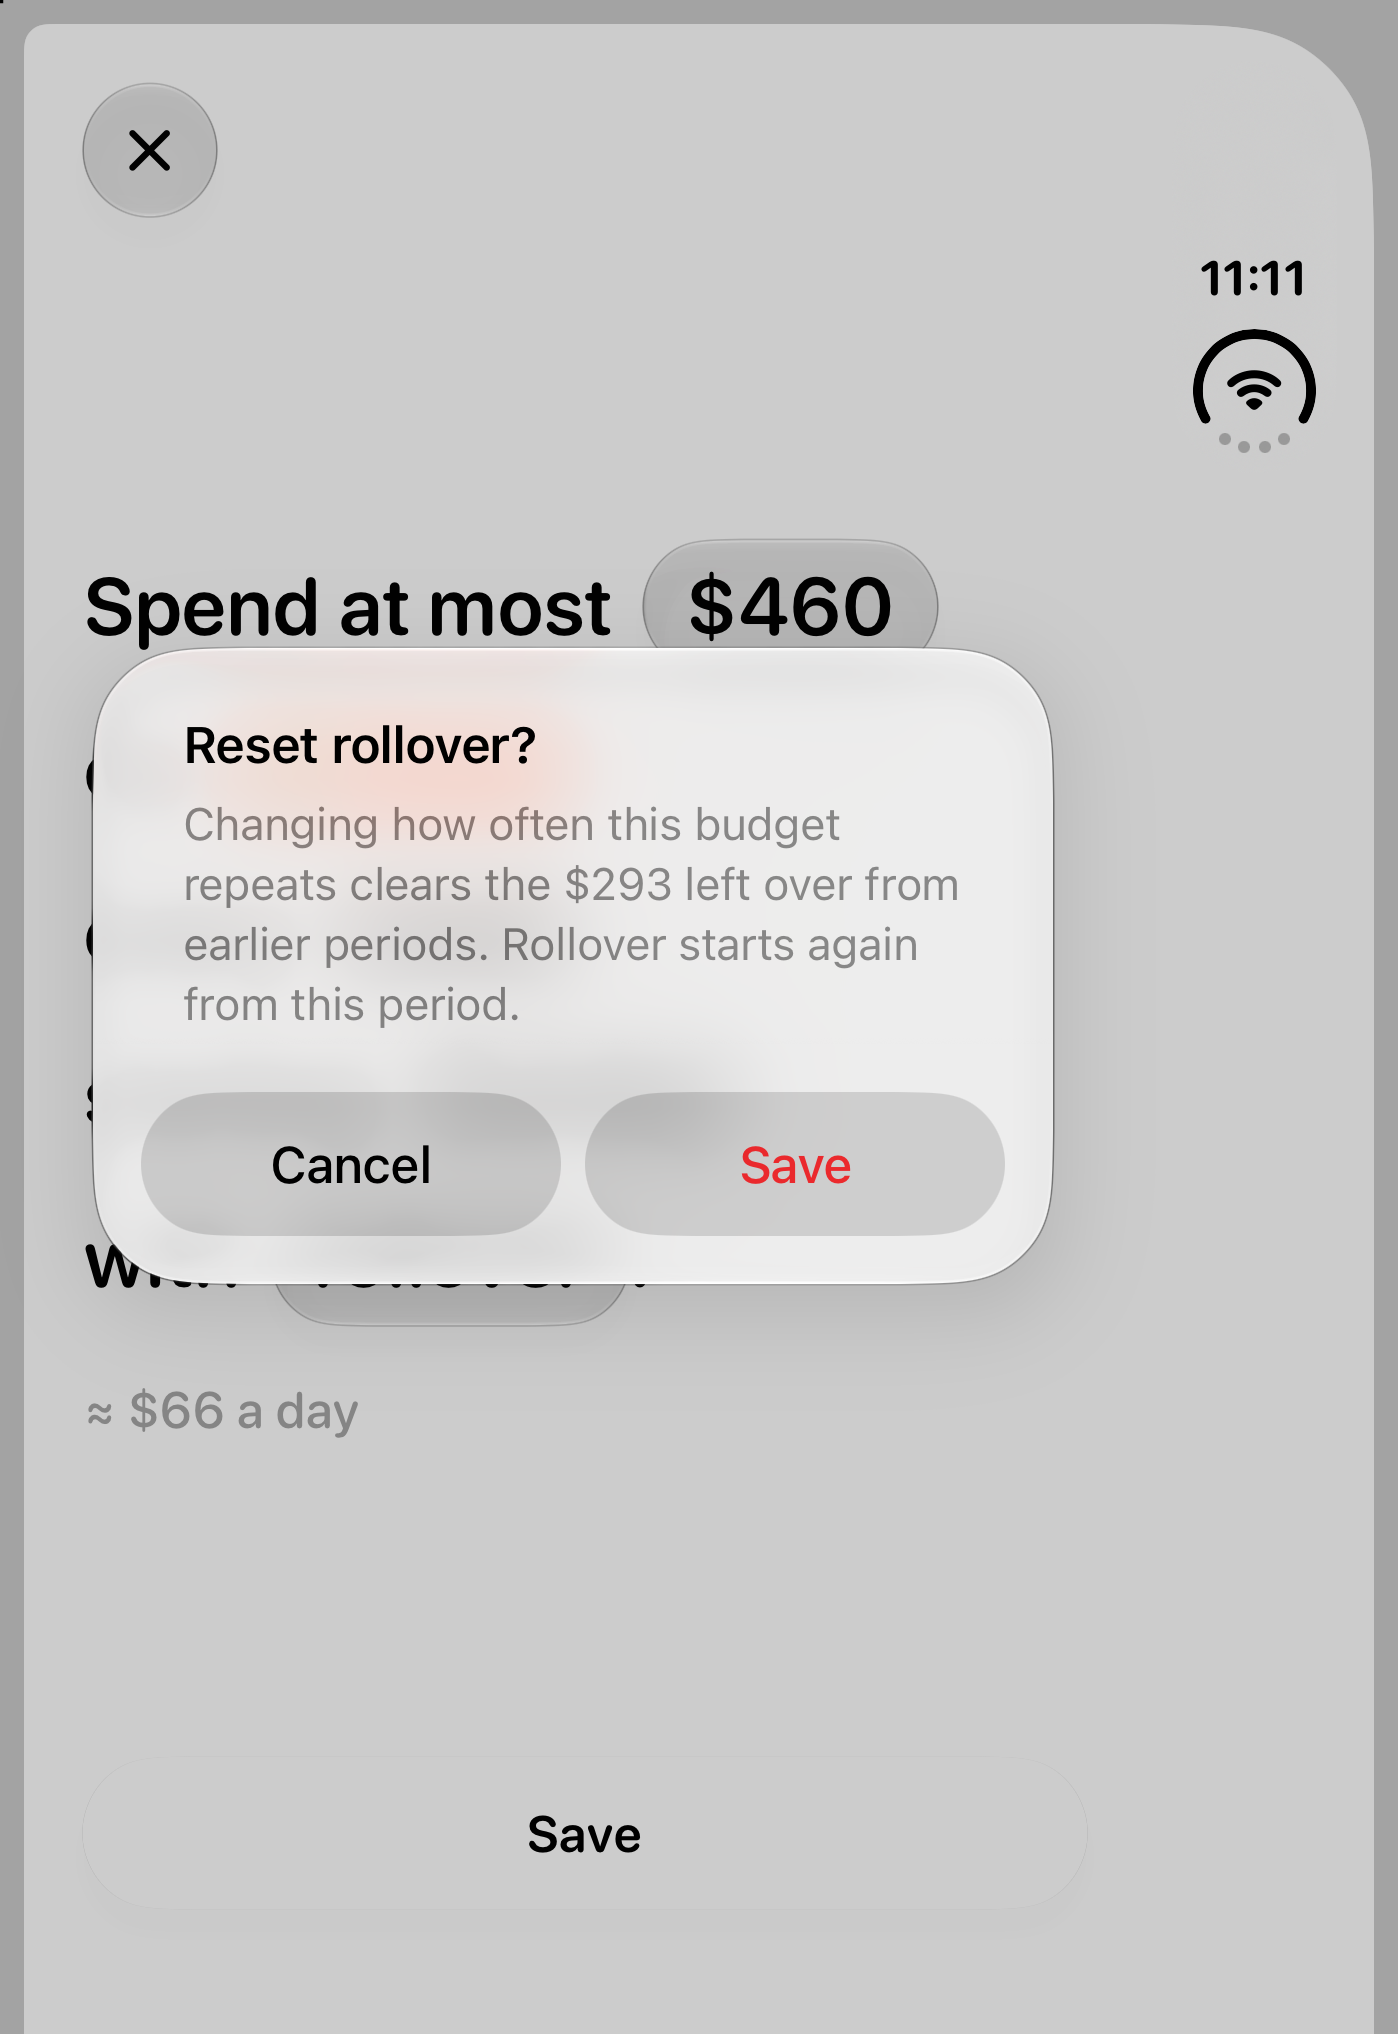 11:11
Spend at most $460
Reset rollover?
Changing how often this budget
repeats clears the $293 left over from
earlier periods. Rollover starts again
from this period.
Cancel Save
≈ $66 a day
Save